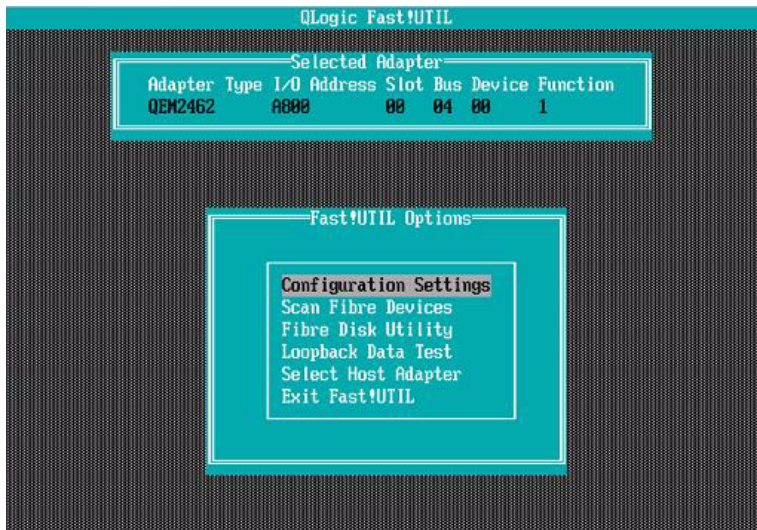 QLogic Fast!UTIL
Selected Adapter
Adapter Type I/O Address Slot Bus Device Function
QEM2462 A800 00 04 00 1
Fast!UTIL Options
Configuration Settings
Scan Fibre Devices
Fibre Disk Utility
Loopback Data Test
Select Host Adapter
Exit Fast!UTIL